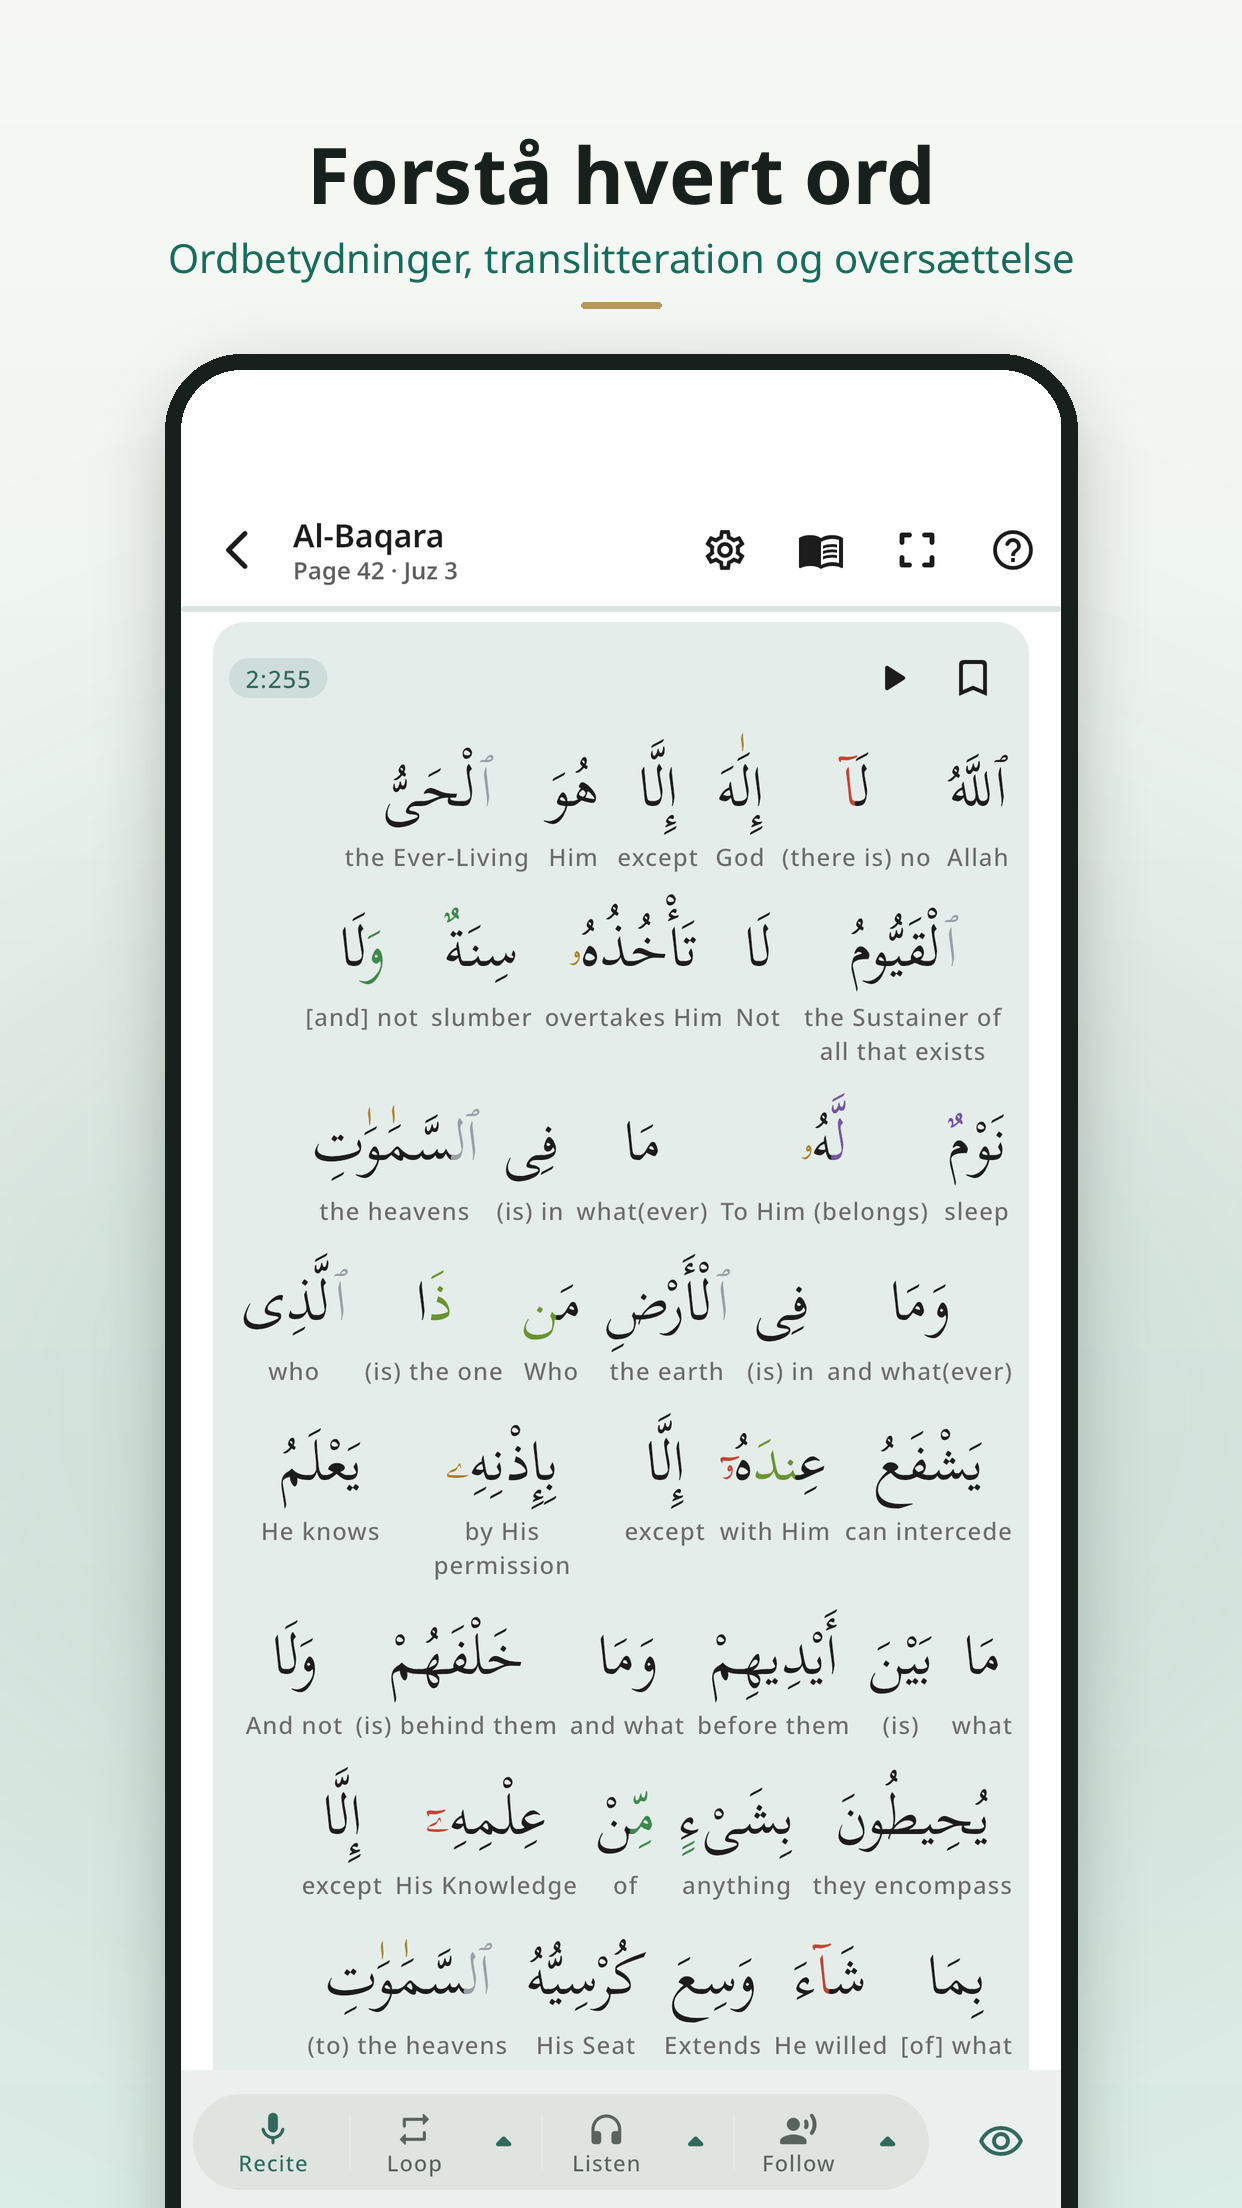 Forstå hvert ord
Ordbetydninger, translitteration og oversættelse
Al-Baqara
Page 42 · Juz 3
2:255
ٱللَّهُ لَآ إِلَٰهَ إِلَّا هُوَ ٱلْحَىُّ
the Ever-Living Him except God (there is) no Allah
ٱلْقَيُّومُ لَا تَأْخُذُهُۥ سِنَةٌ وَلَا
[and] not slumber overtakes Him Not the Sustainer of
all that exists
نَوْمٌ لَّهُۥ مَا فِى ٱلسَّمَٰوَٰتِ
the heavens (is) in what(ever) To Him (belongs) sleep
وَمَا فِى ٱلْأَرْضِ مَن ذَا ٱلَّذِى
who (is) the one Who the earth (is) in and what(ever)
يَشْفَعُ عِندَهُۥٓ إِلَّا بِإِذْنِهِۦ يَعْلَمُ
He knows by His except with Him can intercede
permission
مَا بَيْنَ أَيْدِيهِمْ وَمَا خَلْفَهُمْ وَلَا
And not (is) behind them and what before them (is) what
يُحِيطُونَ بِشَىْءٍ مِّنْ عِلْمِهِۦٓ إِلَّا
except His Knowledge of anything they encompass
بِمَا شَآءَ وَسِعَ كُرْسِيُّهُ ٱلسَّمَٰوَٰتِ
(to) the heavens His Seat Extends He willed [of] what
Recite Loop Listen Follow